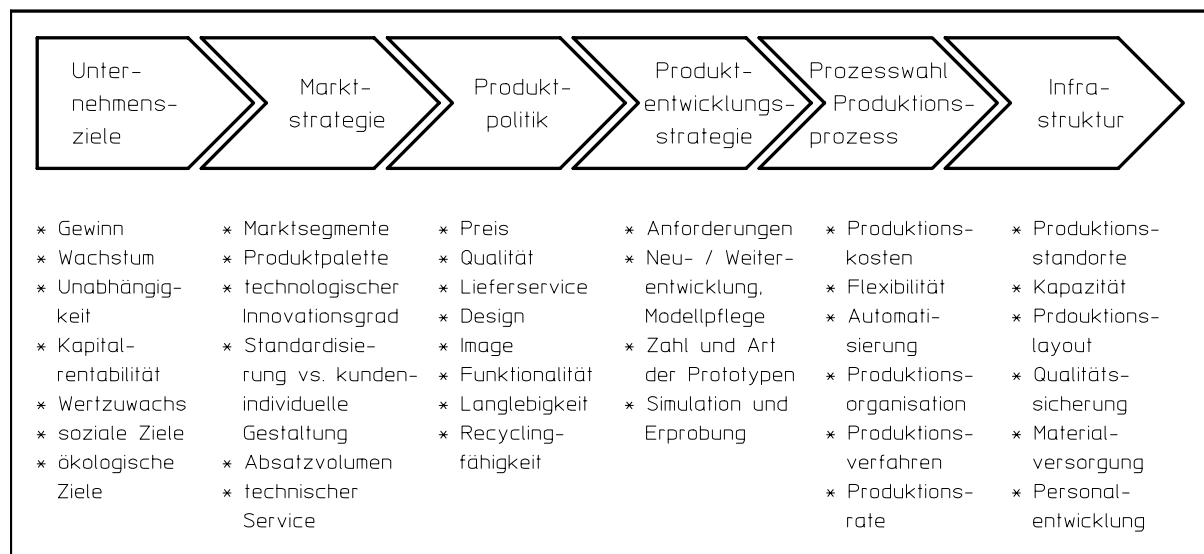 Unter-
nehmens-
ziele
Markt-
strategie
Produkt-
politik
Produkt-
entwicklungs-
strategie
Prozesswahl
Produktions-
prozess
Infra-
struktur
* Gewinn
* Wachstum
* Unabhängig-
keit
* Kapital-
rentabilität
* Wertzuwachs
* soziale Ziele
* ökologische
Ziele
* Marktsegmente
* Produktpalette
* technologischer
Innovationsgrad
* Standardisie-
rung vs. kunden-
individuelle
Gestaltung
* Absatzvolumen
* technischer
Service
* Preis
* Qualität
* Lieferservice
* Design
* Image
* Funktionalität
* Langlebigkeit
* Recycling-
fähigkeit
* Anforderungen
* Neu- / Weiter-
entwicklung,
Modellpflege
* Zahl und Art
der Prototypen
* Simulation und
Erprobung
* Produktions-
kosten
* Flexibilität
* Automati-
sierung
* Produktions-
organisation
* Produktions-
verfahren
* Produktions-
rate
* Produktions-
standorte
* Kapazität
* Prdouktions-
layout
* Qualitäts-
sicherung
* Material-
versorgung
* Personal-
entwicklung